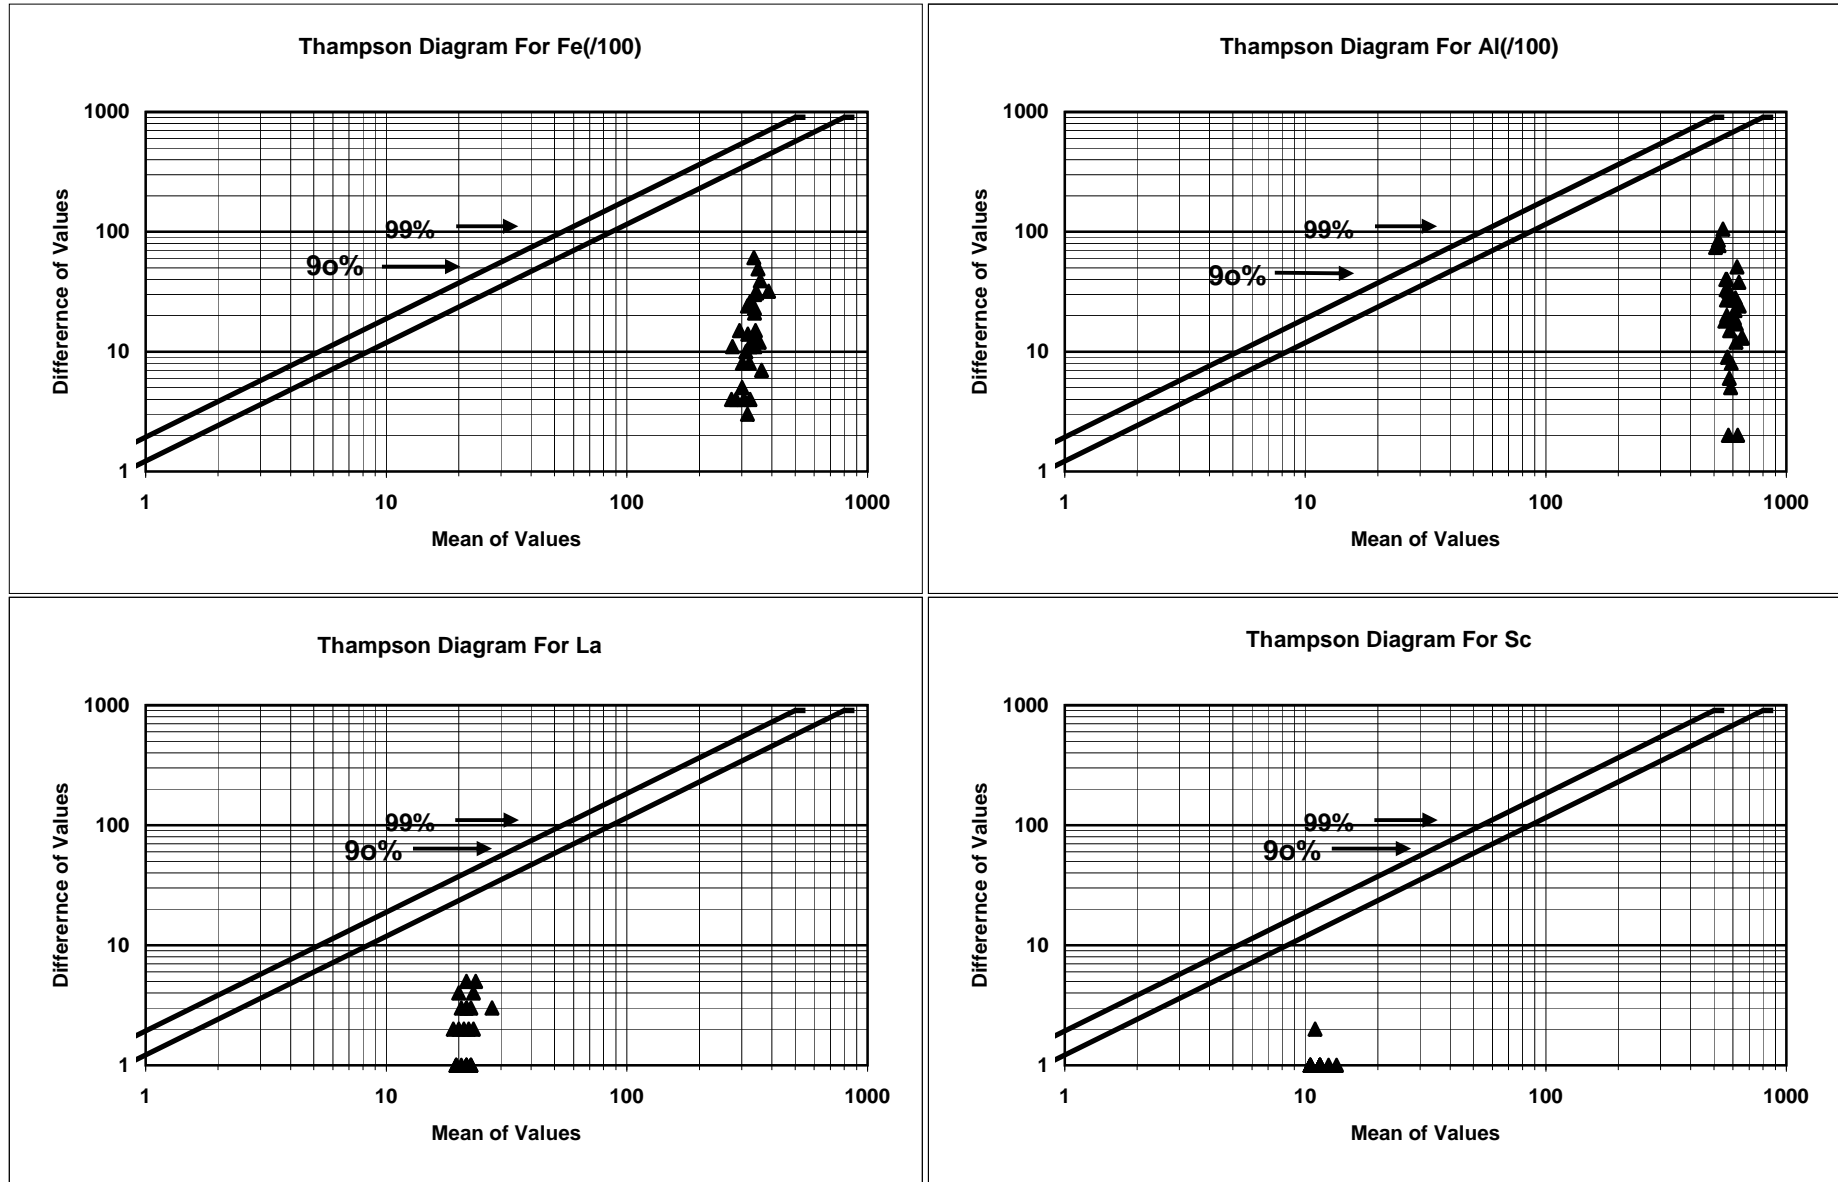 Thampson Diagram For Fe(/100)
1000
100
10
1
1
10
100
1000
99%
9o%
Differernce of Values
Mean of Values
Thampson Diagram For Al(/100)
1000
100
10
1
1
10
100
1000
99%
9o%
Differernce of Values
Mean of Values
Thampson Diagram For La
1000
100
10
1
1
10
100
1000
99%
9o%
Differernce of Values
Mean of Values
Thampson Diagram For Sc
1000
100
10
1
1
10
100
1000
99%
9o%
Differernce of Values
Mean of Values